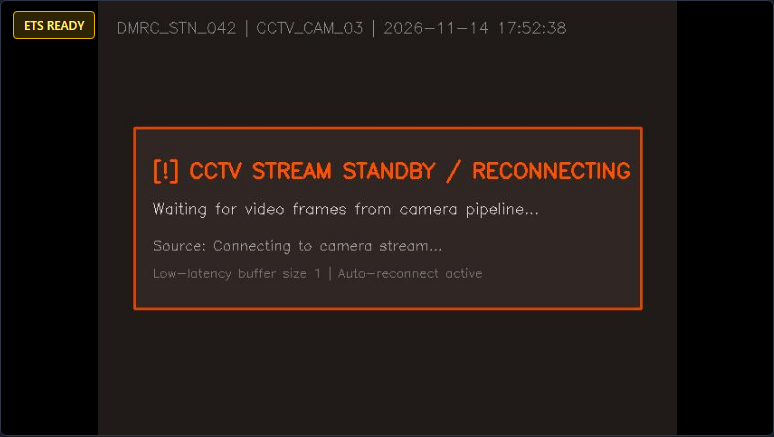 ETS READY
DMRC_STN_042 | CCTV_CAM_03 | 2026-11-14 17:52:38
[!] CCTV STREAM STANDBY / RECONNECTING
Waiting for video frames from camera pipeline...
Source: Connecting to camera stream...
Low-latency buffer size 1 | Auto-reconnect active